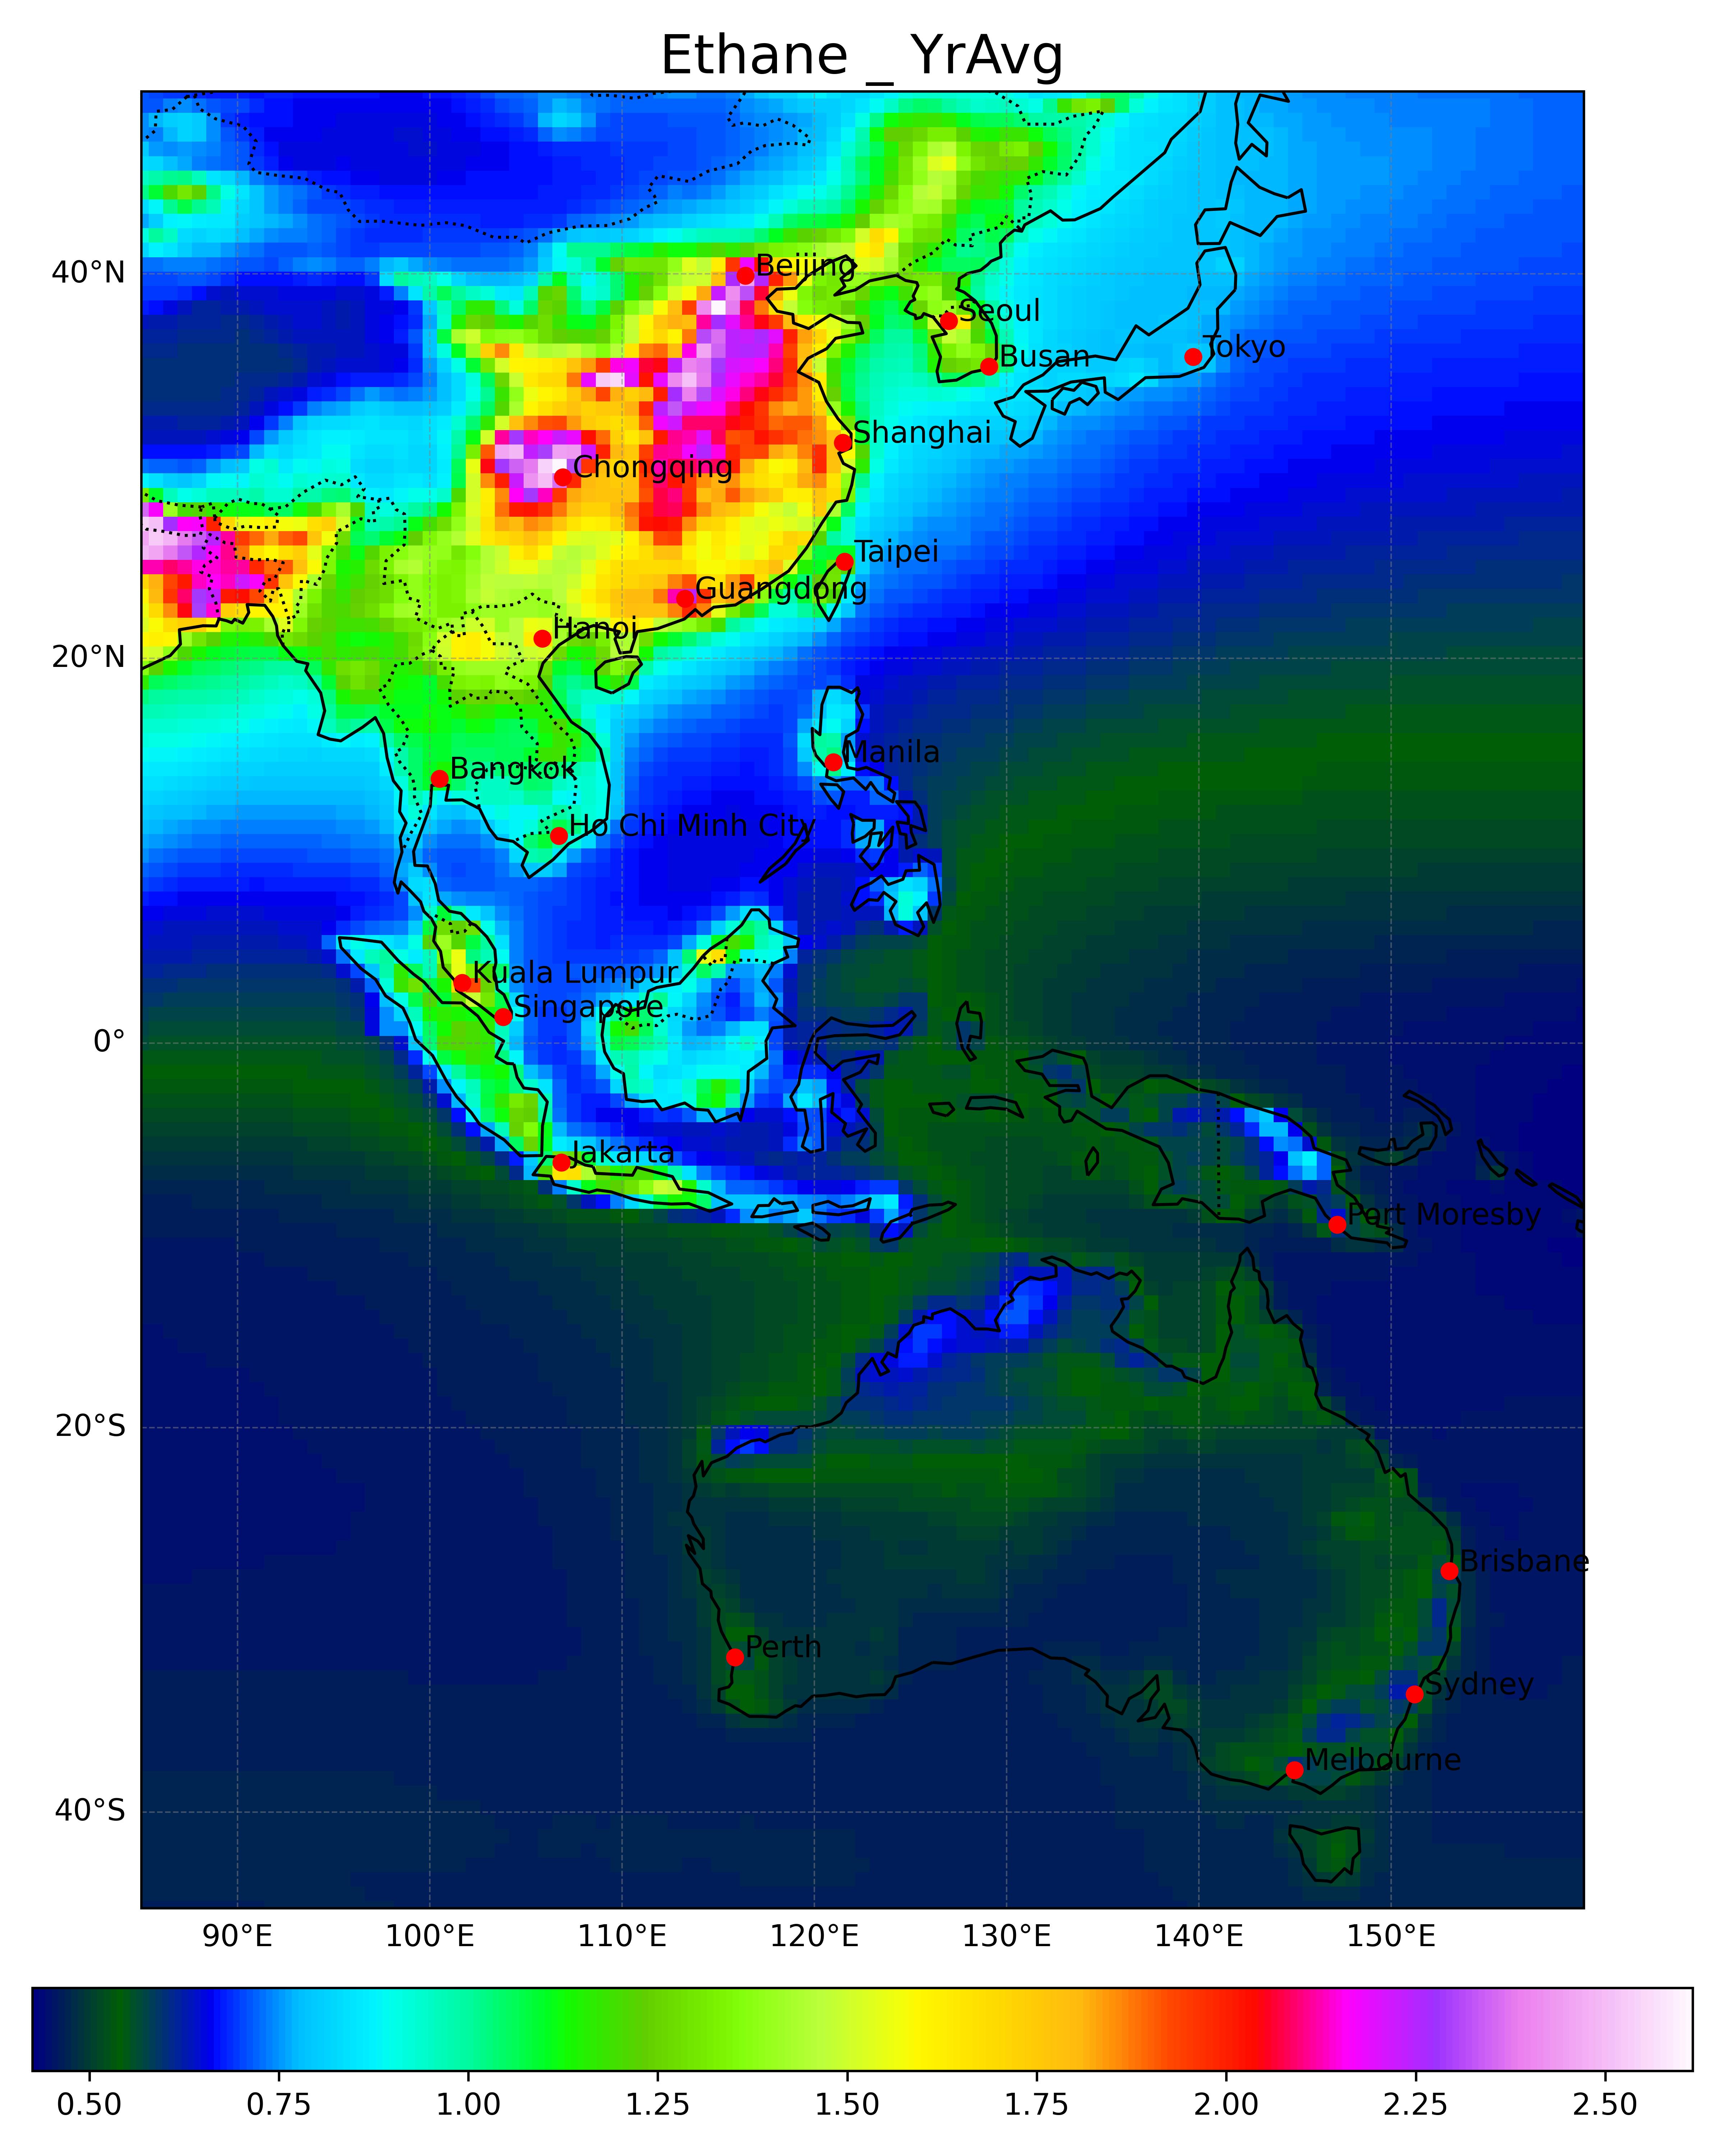 Ethane _ YrAvg
40°N
20°N
0°
20°S
40°S
Beijing
Seoul
Busan
Tokyo
Shanghai
Chongqing
Taipei
Guangdong
Hanoi
Manila
Bangkok
Ho Chi Minh City
Kuala Lumpur
Singapore
Jakarta
Port Moresby
Brisbane
Perth
Sydney
Melbourne
90°E 100°E 110°E 120°E 130°E 140°E 150°E
0.50 0.75 1.00 1.25 1.50 1.75 2.00 2.25 2.50